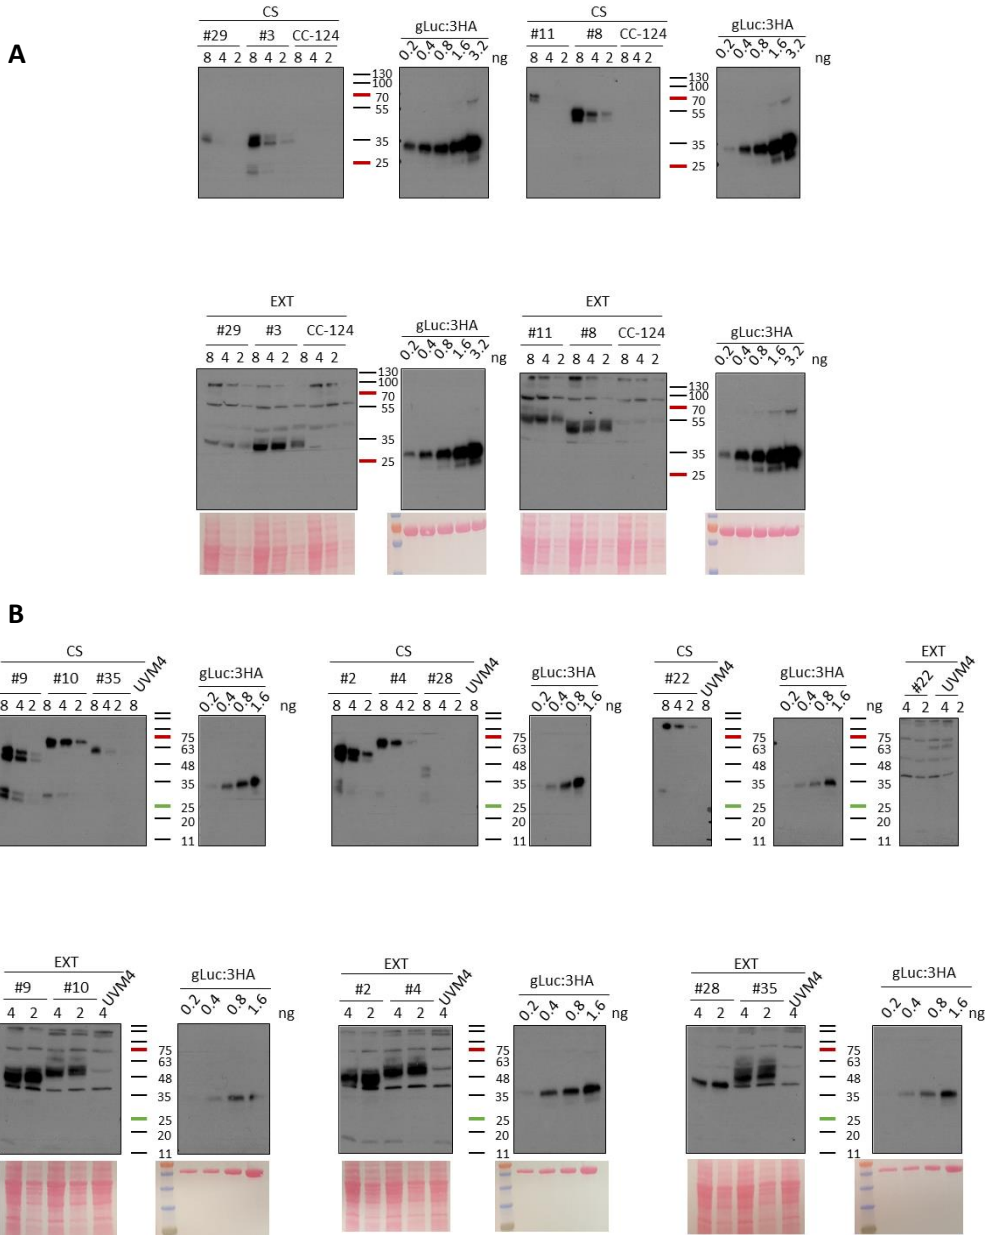 A
CS
#29 #3 CC-124
8 4 2 8 4 2 8 4 2
130
100
70
55
35
25
gLuc:3HA
0.2 0.4 0.8 1.6 3.2 ng
CS
#11 #8 CC-124
8 4 2 8 4 2 8 4 2
130
100
70
55
35
25
gLuc:3HA
0.2 0.4 0.8 1.6 3.2 ng
EXT
#29 #3 CC-124
8 4 2 8 4 2 8 4 2
130
100
70
55
35
25
gLuc:3HA
0.2 0.4 0.8 1.6 3.2 ng
EXT
#11 #8 CC-124
8 4 2 8 4 2 8 4 2
130
100
70
55
35
25
gLuc:3HA
0.2 0.4 0.8 1.6 3.2 ng
B
CS
#9 #10 #35 UVM4
8 4 2 8 4 2 8 4 2 8
75
63
48
35
25
20
11
gLuc:3HA
0.2 0.4 0.8 1.6 ng
CS
#2 #4 #28 UVM4
8 4 2 8 4 2 8 4 2 8
75
63
48
35
25
20
11
gLuc:3HA
0.2 0.4 0.8 1.6 ng
CS
#22 UVM4
8 4 2 8
75
63
48
35
25
20
11
gLuc:3HA
0.2 0.4 0.8 1.6 ng
75
63
48
35
25
20
11
EXT
#22 UVM4
4 2 4 2
EXT
#9 #10 UVM4
4 2 4 2 4
75
63
48
35
25
20
11
gLuc:3HA
0.2 0.4 0.8 1.6 ng
EXT
#2 #4 UVM4
4 2 4 2 4
75
63
48
35
25
20
11
gLuc:3HA
0.2 0.4 0.8 1.6 ng
EXT
#28 #35 UVM4
4 2 4 2 4
75
63
48
35
25
20
11
gLuc:3HA
0.2 0.4 0.8 1.6 ng